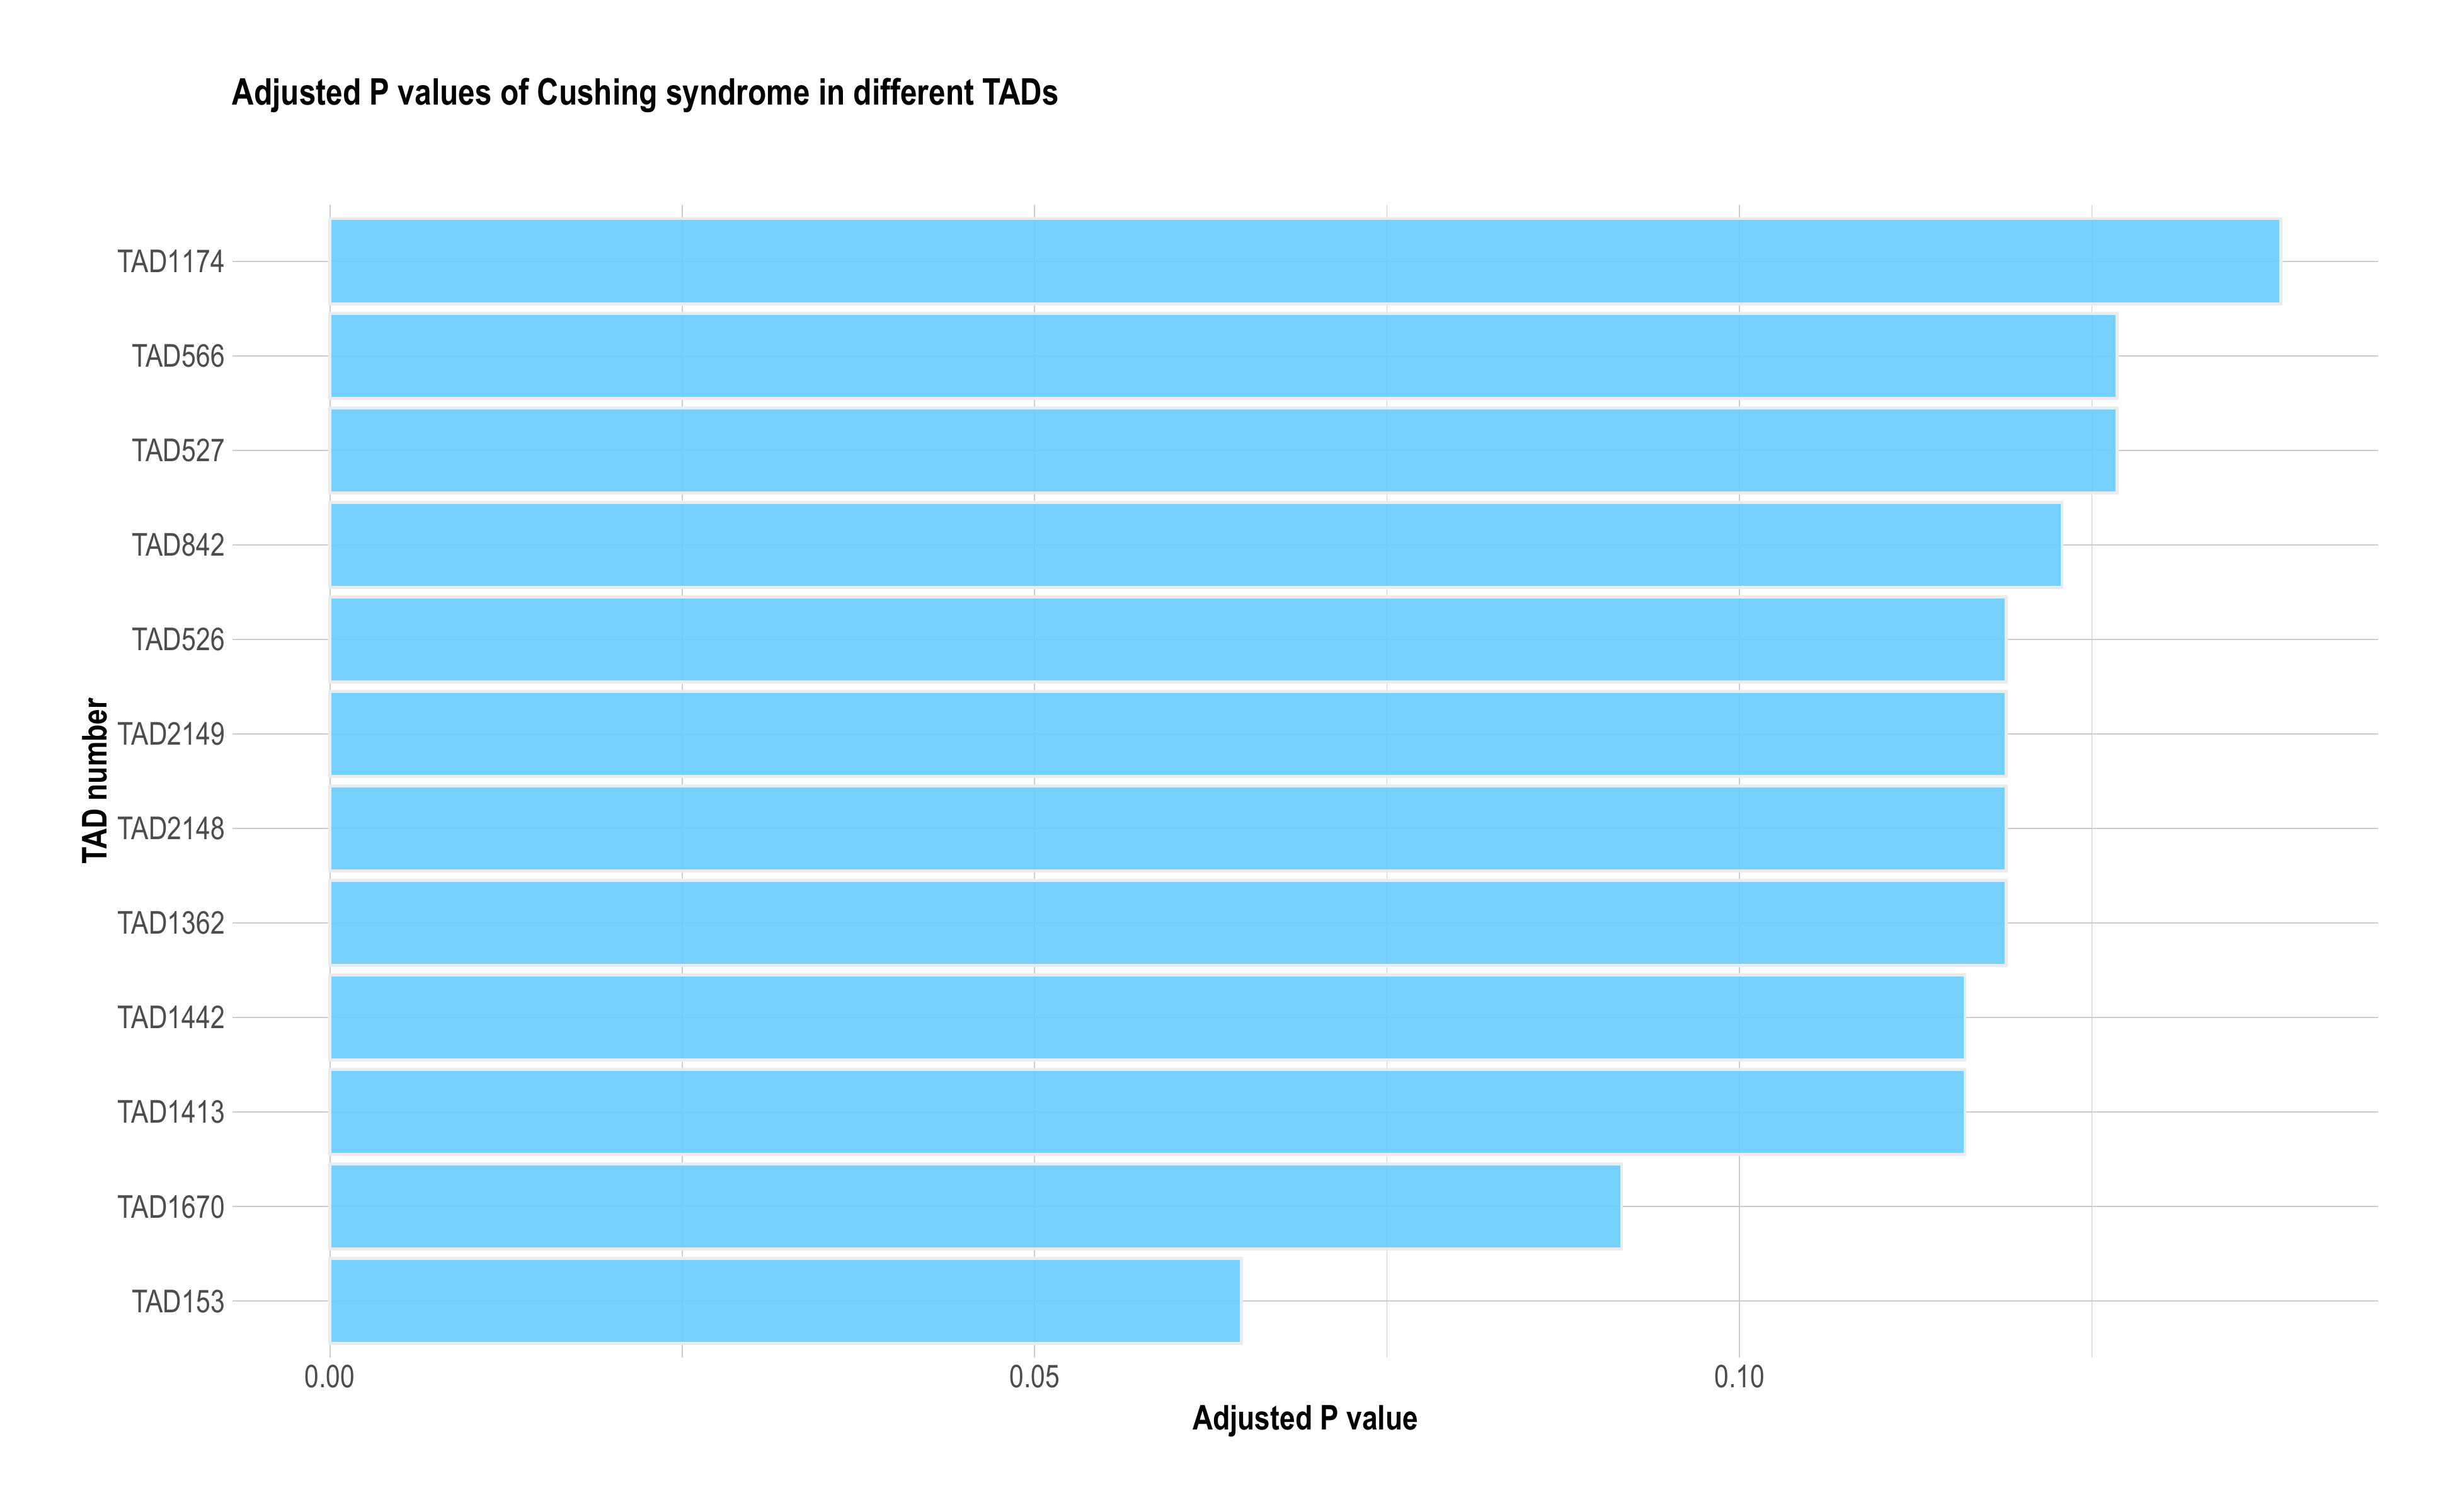 Adjusted P values of Cushing syndrome in different TADs
TAD number
TAD1174
TAD566
TAD527
TAD842
TAD526
TAD2149
TAD2148
TAD1362
TAD1442
TAD1413
TAD1670
TAD153
0.00 0.05 0.10
Adjusted P value